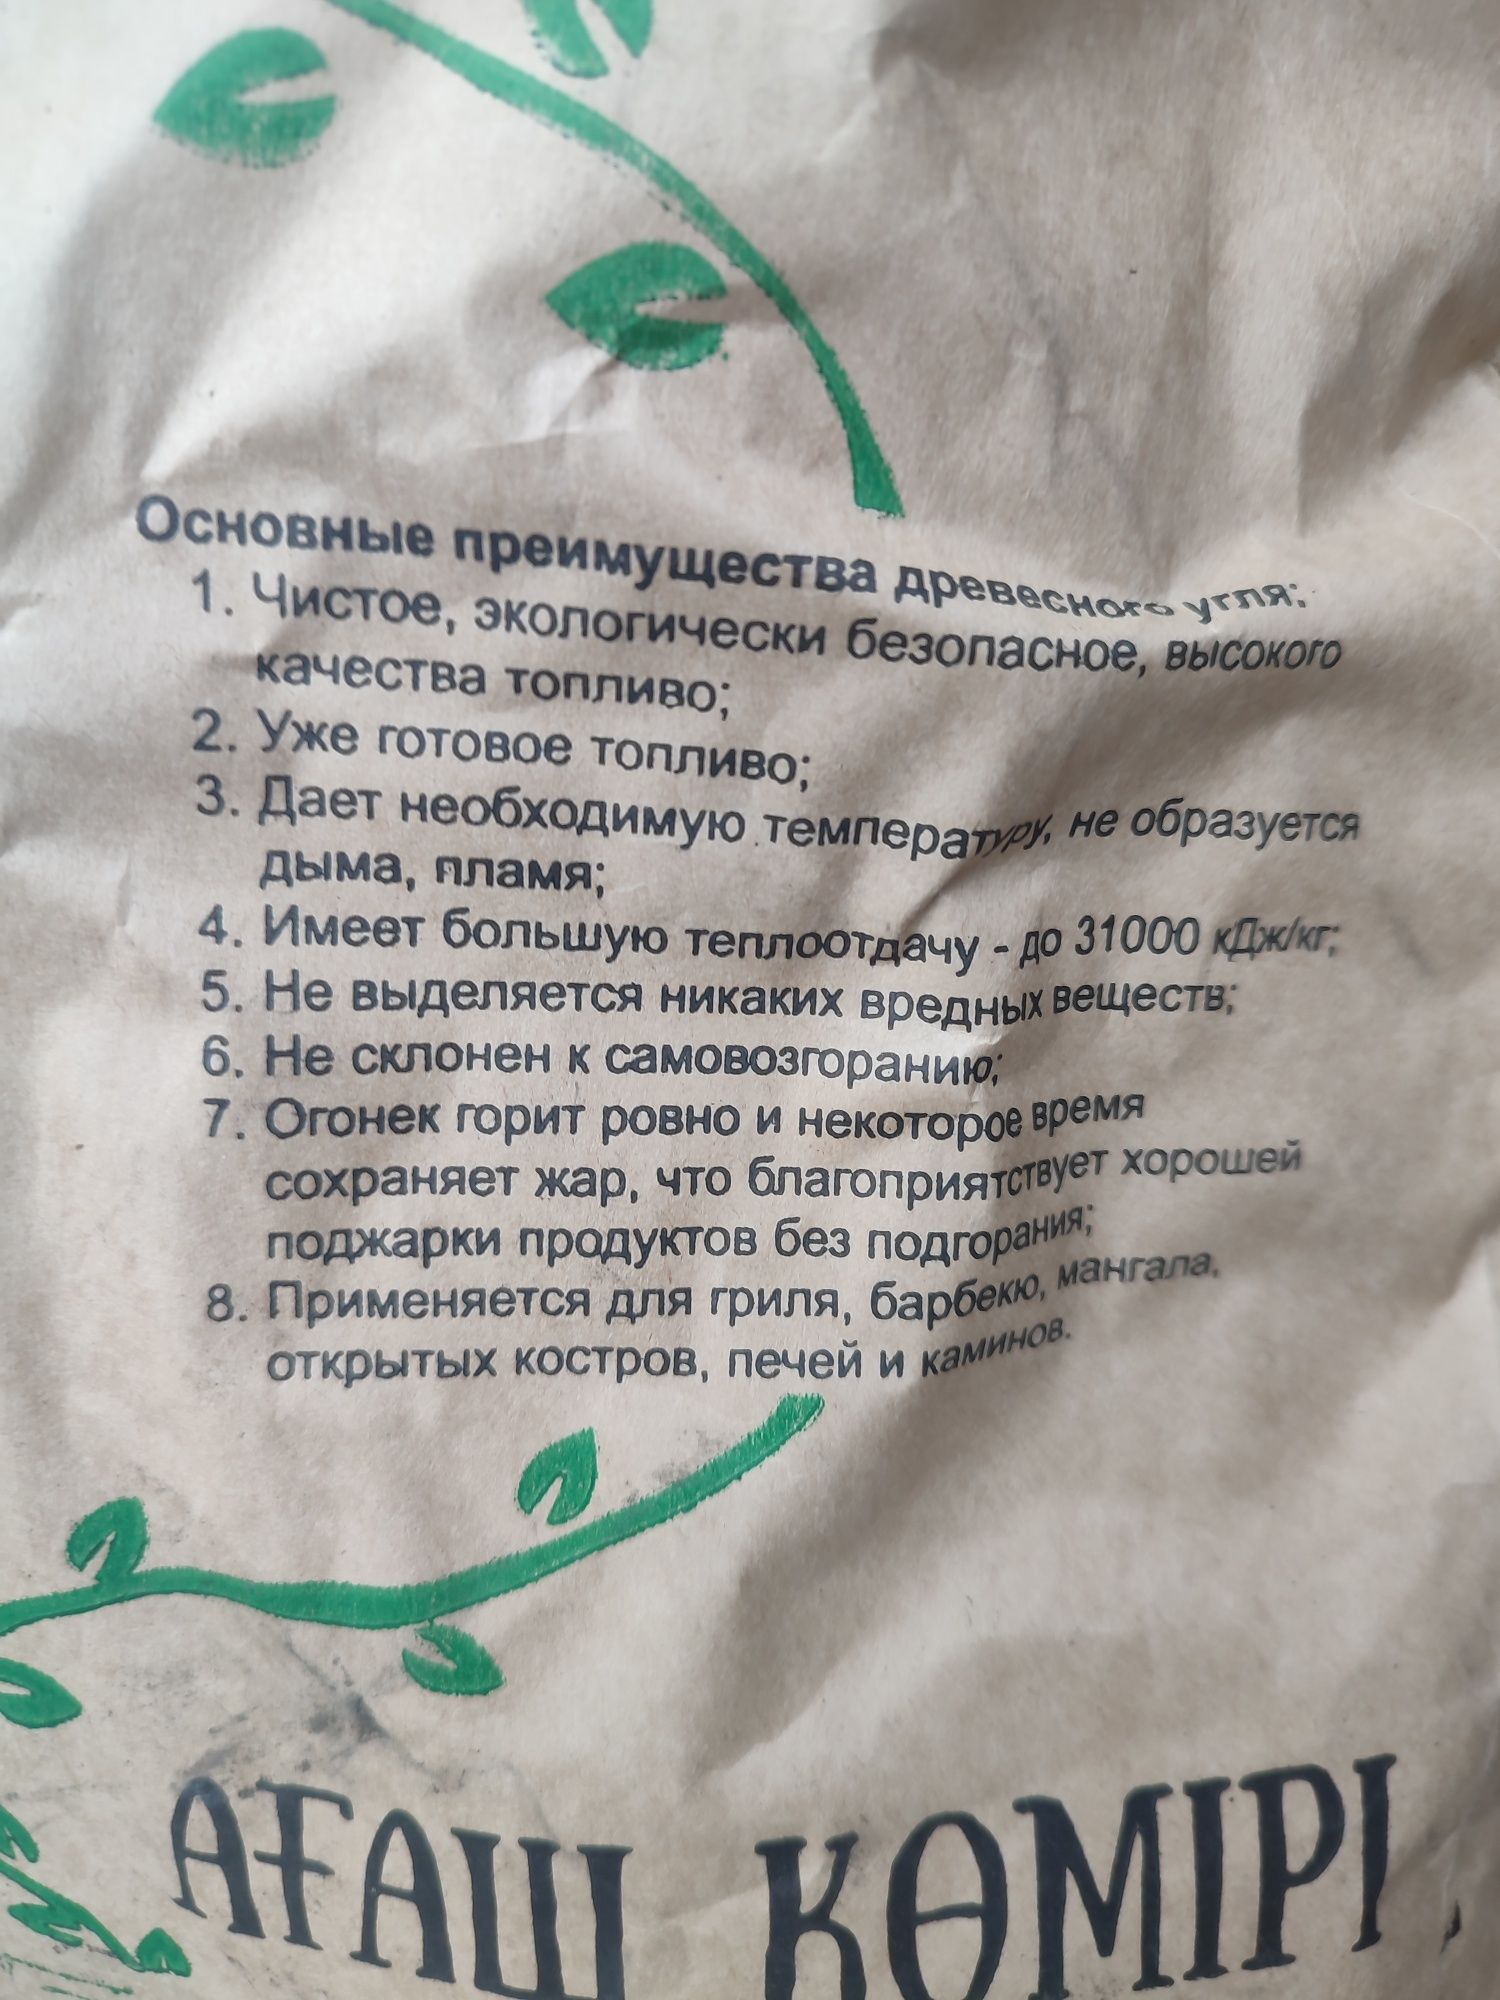 Основные преимущества древесного угля:
1. Чистое, экологически безопасное, высокого
качества топливо;
2. Уже готовое топливо;
3. Дает необходимую температуру, не образуется
дыма, пламя;
4. Имеет большую теплоотдачу - до 31000 кДж/кг;
5. Не выделяется никаких вредных веществ;
6. Не склонен к самовозгоранию;
7. Огонек горит ровно и некоторое время
сохраняет жар, что благоприятствует хорошей
поджарки продуктов без подгорания;
8. Применяется для гриля, барбекю, мангала,
открытых костров, печей и каминов.
АҒАШ КӨМІРІ